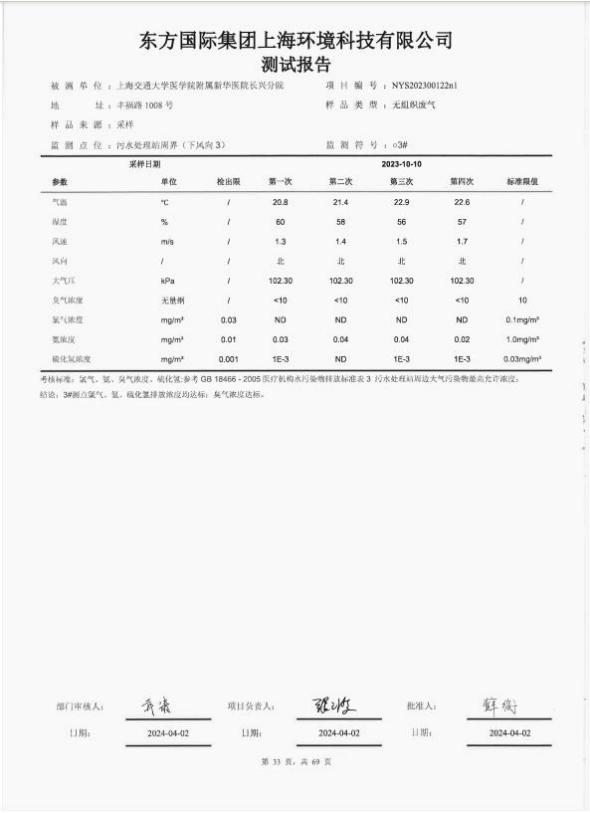 东方国际集团上海环境科技有限公司
测试报告
被 测 单 位 ：上海交通大学医学院附属新华医院长兴分院 项 目 编 号 ：NYS202300122n1
地 址 ：丰福路 1008 号 样 品 类 型 ：无组织废气
样 品 来 源 ：采样
监 测 点 位 ：污水处理站周界（下风向 3） 监 测 符 号 ：○3#
采样日期 2023-10-10
参数 单位 检出限 第一次 第二次 第三次 第四次 标准限值
气温 ℃ / 20.8 21.4 22.9 22.6 /
湿度 % / 60 58 56 57 /
风速 m/s / 1.3 1.4 1.5 1.7 /
风向 / / 北 北 北 北 /
大气压 kPa / 102.30 102.30 102.30 102.30 /
臭气浓度 无量纲 / <10 <10 <10 <10 10
氯气浓度 mg/m³ 0.03 ND ND ND ND 0.1mg/m³
氨浓度 mg/m³ 0.01 0.03 0.04 0.04 0.02 1.0mg/m³
硫化氢浓度 mg/m³ 0.001 1E-3 ND 1E-3 1E-3 0.03mg/m³
考核标准：氯气、氨、臭气浓度、硫化氢:参考 GB 18466 - 2005 医疗机构水污染物排放标准表 3 污水处理站周边大气污染物最高允许浓度;
结论：3#测点氯气、氨、硫化氢排放浓度均达标；臭气浓度达标。
部门审核人： 项目负责人： 批准人：
日期： 2024-04-02 日期： 2024-04-02 日期： 2024-04-02
第 33 页，共 69 页